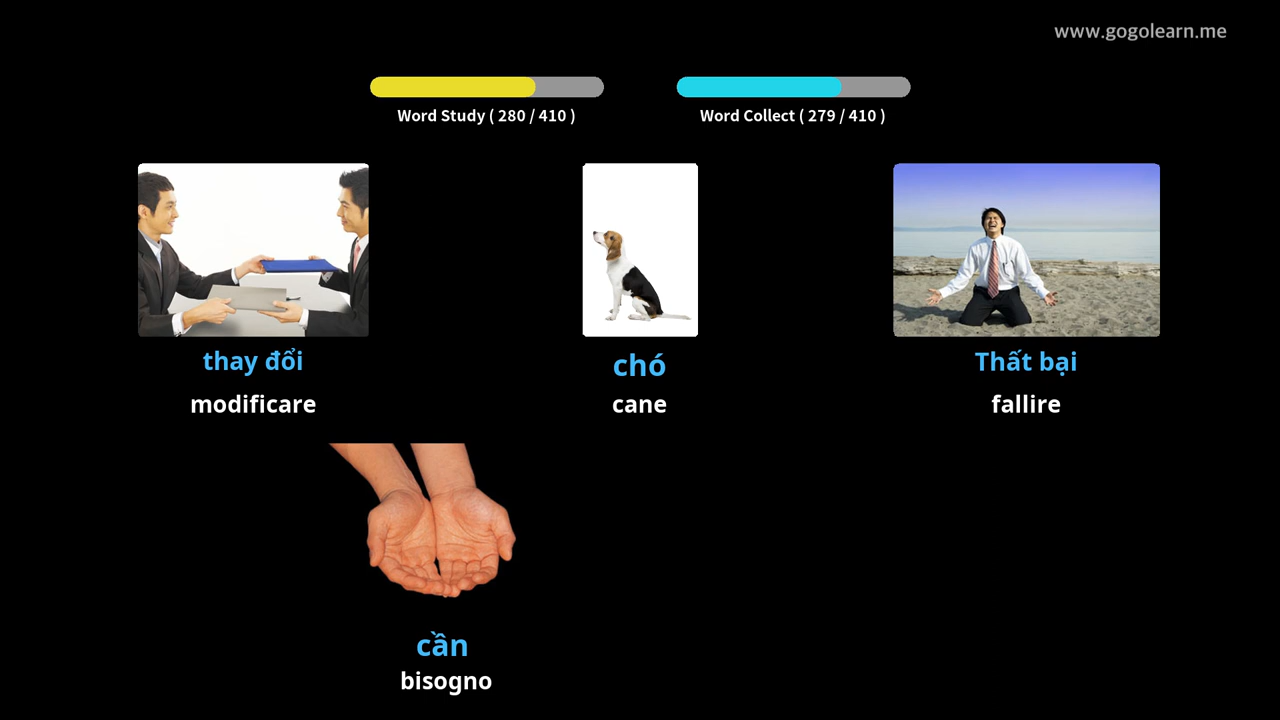 www.gogolearn.me
Word Study ( 280 / 410 )
Word Collect ( 279 / 410 )
thay đổi
modificare
chó
cane
Thất bại
fallire
cần
bisogno